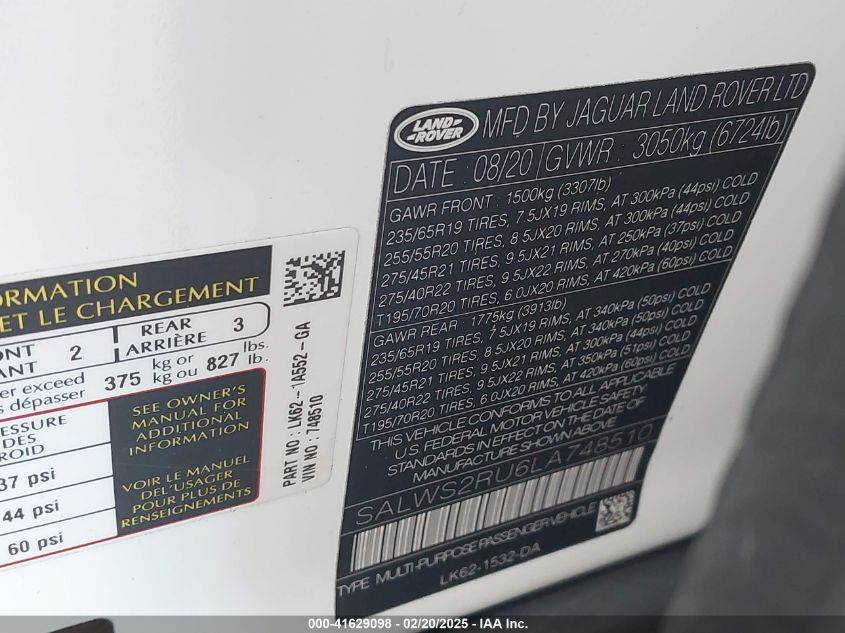 ORMATION
ET LE CHARGEMENT
ONT
ANT
2
REAR
ARRIÈRE
3
er exceed
s dépasser
375
kg or
kg ou
827
lbs.
lb.
ESSURE
DES
ROID
37 psi
44 psi
60 psi
SEE OWNER'S
MANUAL FOR
ADDITIONAL
INFORMATION
VOIR LE MANUEL
DEL'USAGER
POUR PLUS DE
RENSEIGNEMENTS
PART NO : LK62-1A552-GA
VIN NO : 748510
LAND-
-ROVER
MFD BY JAGUAR LAND ROVER LTD
DATE : 08/20 GVWR : 3050kg (6724lb)
GAWR FRONT : 1500kg (3307lb)
235/65R19 TIRES, 7.5JX19 RIMS, AT 300kPa (44psi) COLD
255/55R20 TIRES, 8.5JX20 RIMS, AT 300kPa (44psi) COLD
275/45R21 TIRES, 9.5JX21 RIMS, AT 250kPa (37psi) COLD
275/40R22 TIRES, 9.5JX22 RIMS, AT 270kPa (40psi) COLD
T195/70R20 TIRES, 6.0JX20 RIMS, AT 420kPa (60psi) COLD
GAWR REAR : 1775kg (3913lb)
235/65R19 TIRES, 7.5JX19 RIMS, AT 340kPa (50psi) COLD
255/55R20 TIRES, 8.5JX20 RIMS, AT 340kPa (50psi) COLD
275/45R21 TIRES, 9.5JX21 RIMS, AT 300kPa (44psi) COLD
275/40R22 TIRES, 9.5JX22 RIMS, AT 350kPa (51psi) COLD
T195/70R20 TIRES, 6.0JX20 RIMS, AT 420kPa (60psi) COLD
THIS VEHICLE CONFORMS TO ALL APPLICABLE
U.S. FEDERAL MOTOR VEHICLE SAFETY
STANDARDS IN EFFECT ON THE DATE OF
MANUFACTURE SHOWN ABOVE
SALWS2RU6LA748510
TYPE MULTI-PURPOSE PASSENGER VEHICLE
LK62-1532-DA
000-41629098 - 02/20/2025 - IAA Inc.